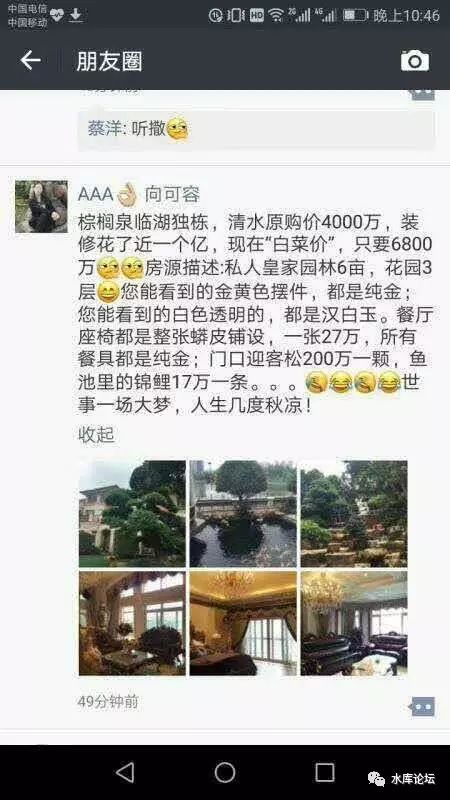 中国电信
中国移动
HD
2G
4G
晚上10:46
朋友圈
蔡洋: 听撒
AAA👌 向可容
棕榈泉临湖独栋，清水原购价4000万，装
修花了近一个亿，现在“白菜价”，只要6800
万 房源描述:私人皇家园林6亩，花园3
层 您能看到的金黄色摆件，都是纯金；
您能看到的白色透明的，都是汉白玉。餐厅
座椅都是整张蟒皮铺设，一张27万，所有
餐具都是纯金；门口迎客松200万一颗，鱼
池里的锦鲤17万一条。。。世
事一场大梦，人生几度秋凉！
收起
49分钟前
水库论坛